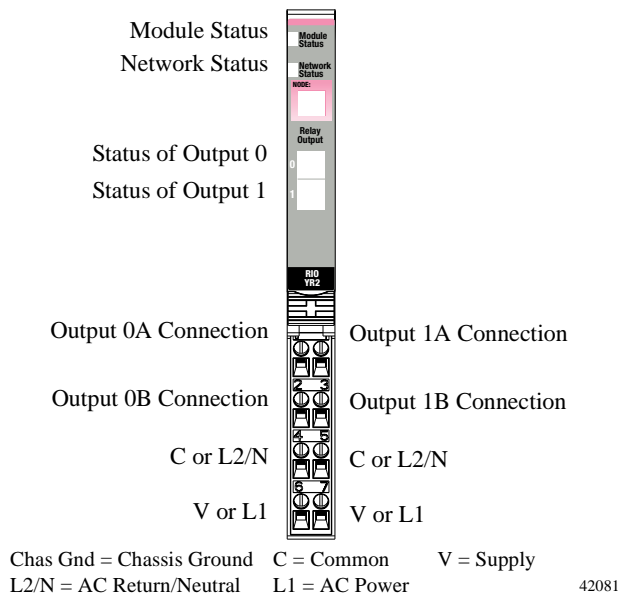 Module Status
Module
Status
Network Status
Network
Status
NODE:
Relay
Output
Status of Output 0
0
Status of Output 1
1
RIO
YR2
Output 0A Connection
Output 1A Connection
2 3
Output 0B Connection
Output 1B Connection
4 5
C or L2/N
C or L2/N
6 7
V or L1
V or L1
Chas Gnd = Chassis Ground C = Common V = Supply
L2/N = AC Return/Neutral L1 = AC Power
42081